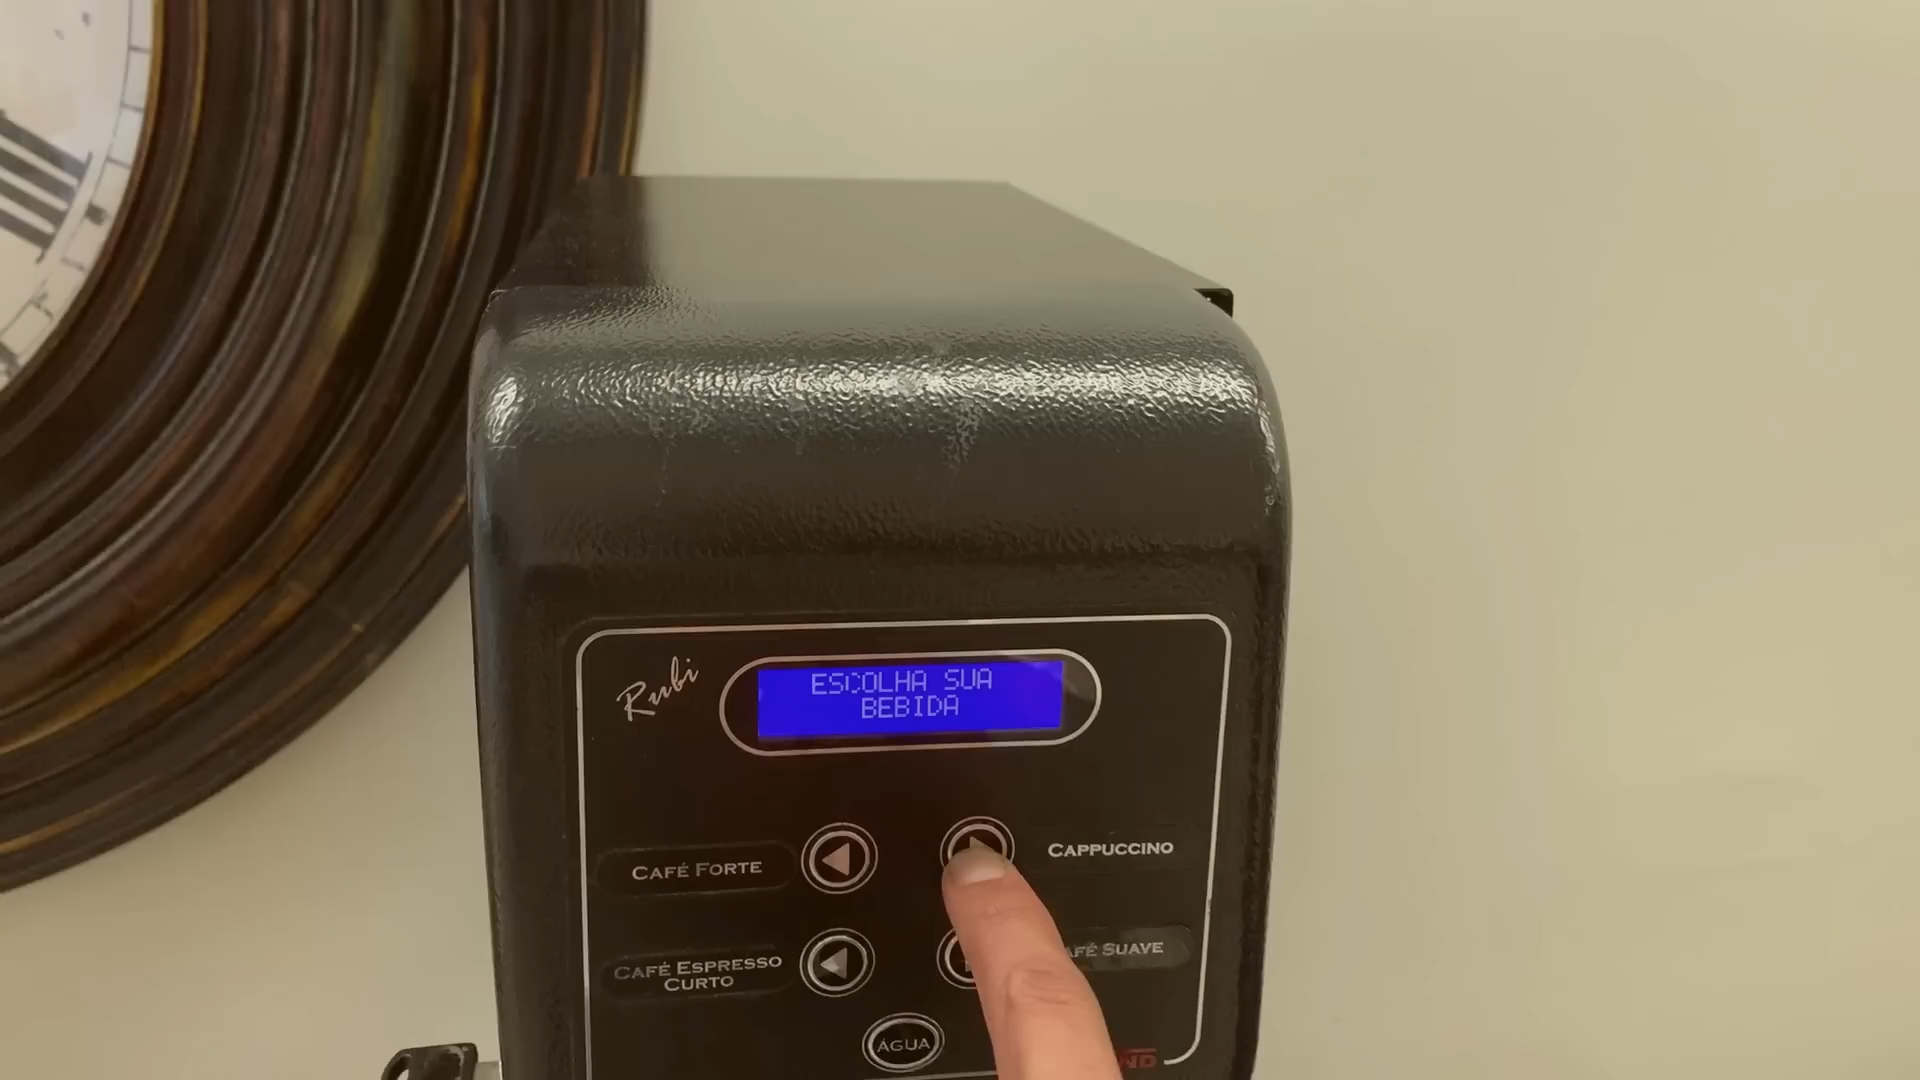 Rubi
ESCOLHA SUA
BEBIDA
CAFÉ FORTE
CAPPUCCINO
CAFÉ ESPRESSO
CURTO
SUAVE
ÁGUA